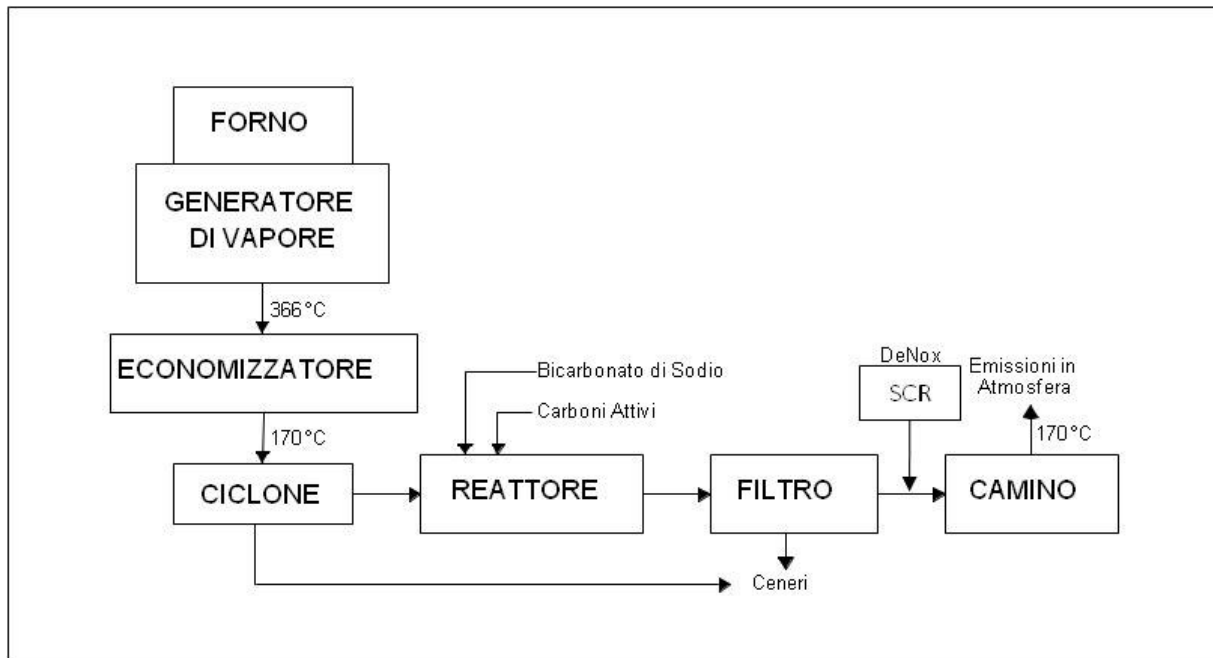 FORNO
GENERATORE
DI VAPORE
366°C
ECONOMIZZATORE
170°C
CICLONE
Bicarbonato di Sodio
Carboni Attivi
REATTORE
FILTRO
Ceneri
DeNox
SCR
Emissioni in
Atmosfera
170°C
CAMINO